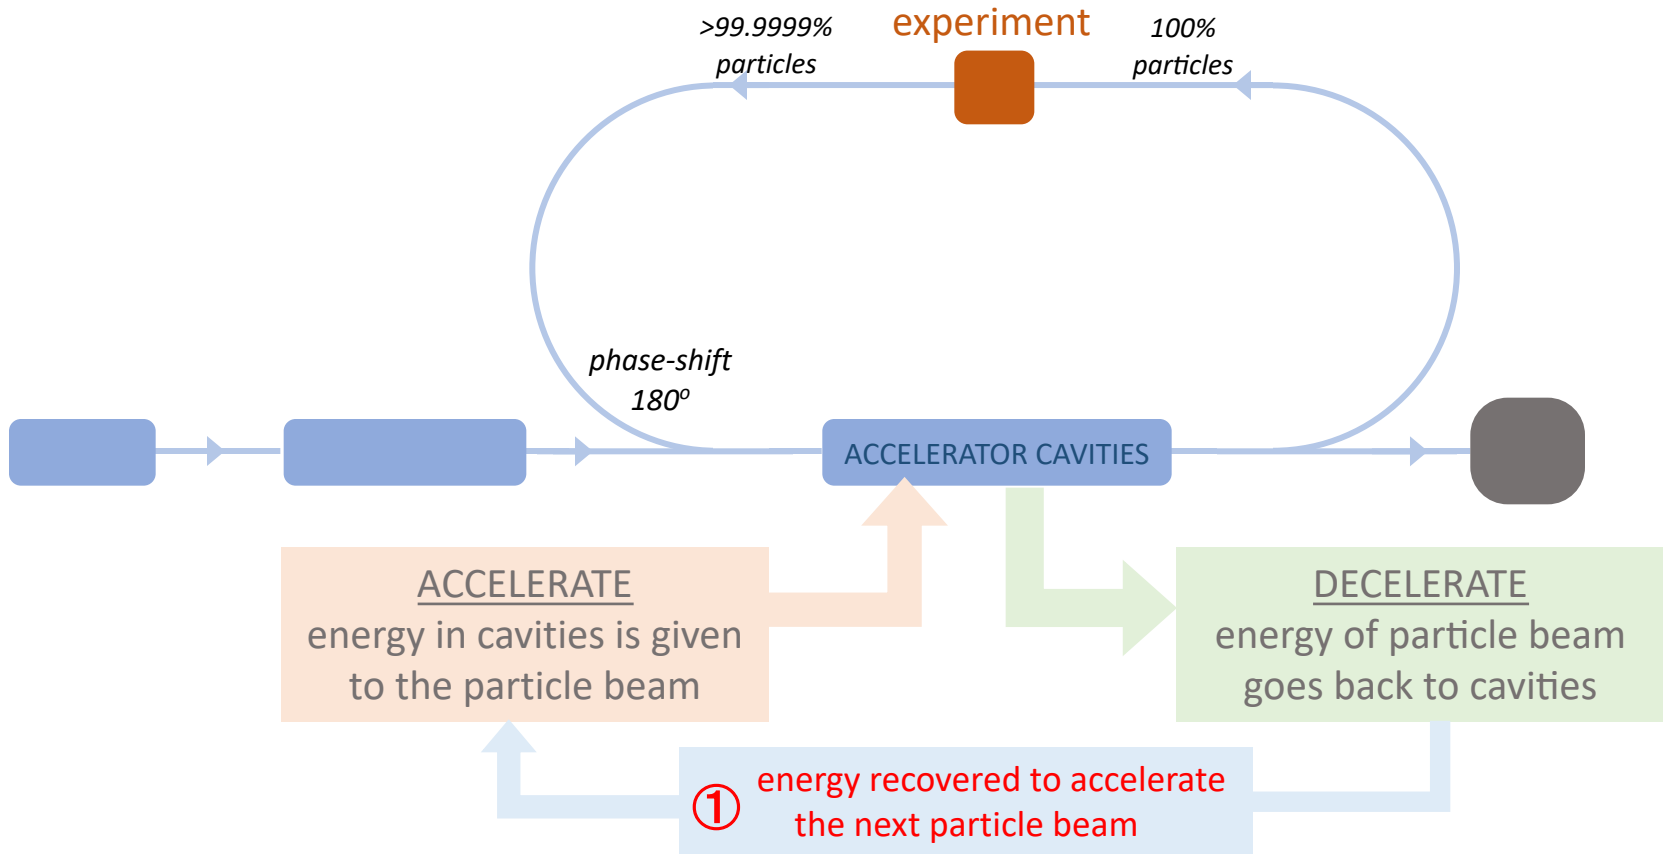 >99.9999%
particles
experiment
100%
particles
phase-shift
180º
ACCELERATOR CAVITIES
ACCELERATE
energy in cavities is given
to the particle beam
DECELERATE
energy of particle beam
goes back to cavities
① energy recovered to accelerate
the next particle beam